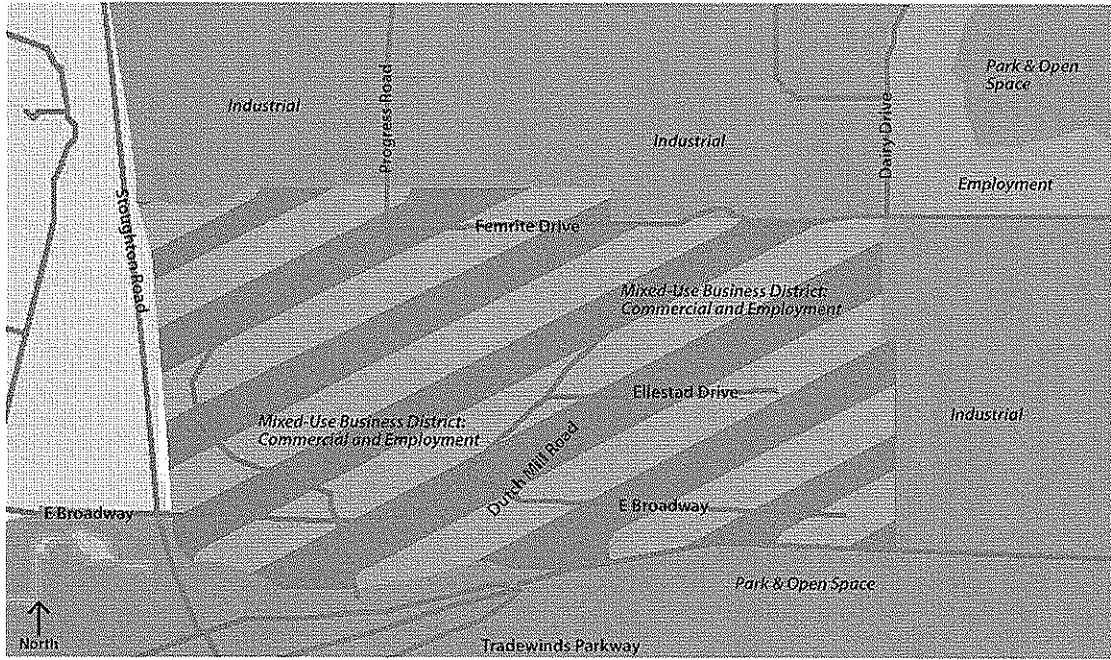 Park & Open
Space
Industrial
Progress Road
Industrial
Dairy Drive
Employment
Stoughton Road
Femrite Drive
Mixed-Use Business District:
Commercial and Employment
Ellestad Drive
Mixed-Use Business District:
Commercial and Employment
Industrial
Dutch Mill Road
E Broadway
E Broadway
Park & Open Space
North
Tradewinds Parkway